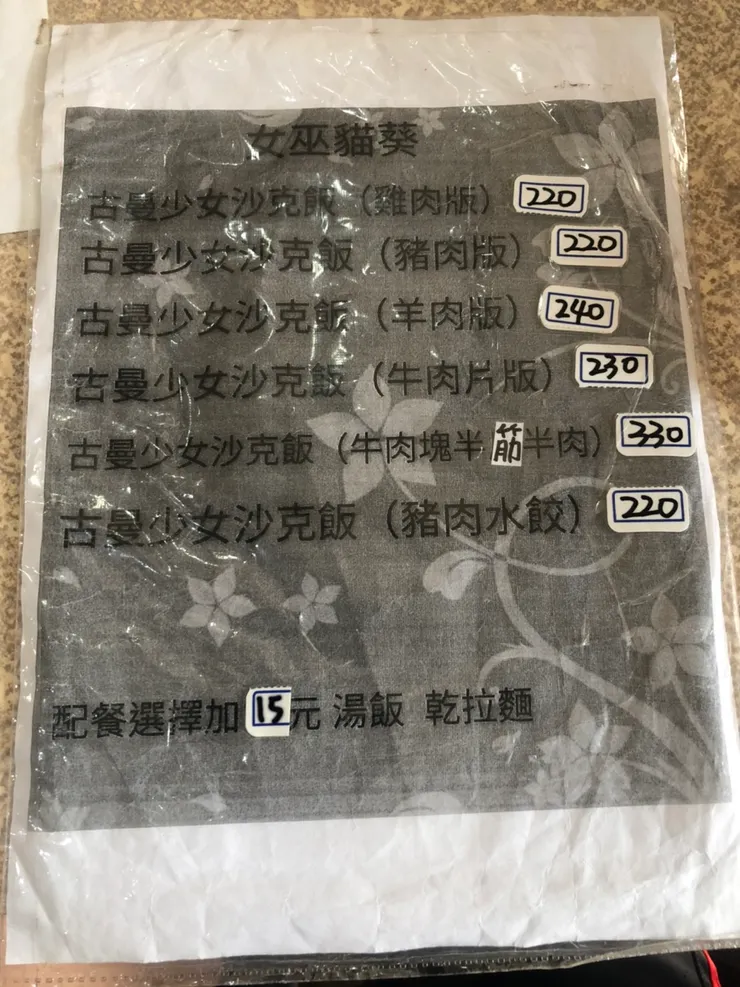 女巫貓葵
古曼少女沙克飯（雞肉版） 220
古曼少女沙克飯（豬肉版） 220
古曼少女沙克飯（羊肉版） 240
古曼少女沙克飯（牛肉片版） 230
古曼少女沙克飯（牛肉塊半筋半肉） 330
古曼少女沙克飯（豬肉水餃） 220
配餐選擇加 15元 湯飯 乾拉麵